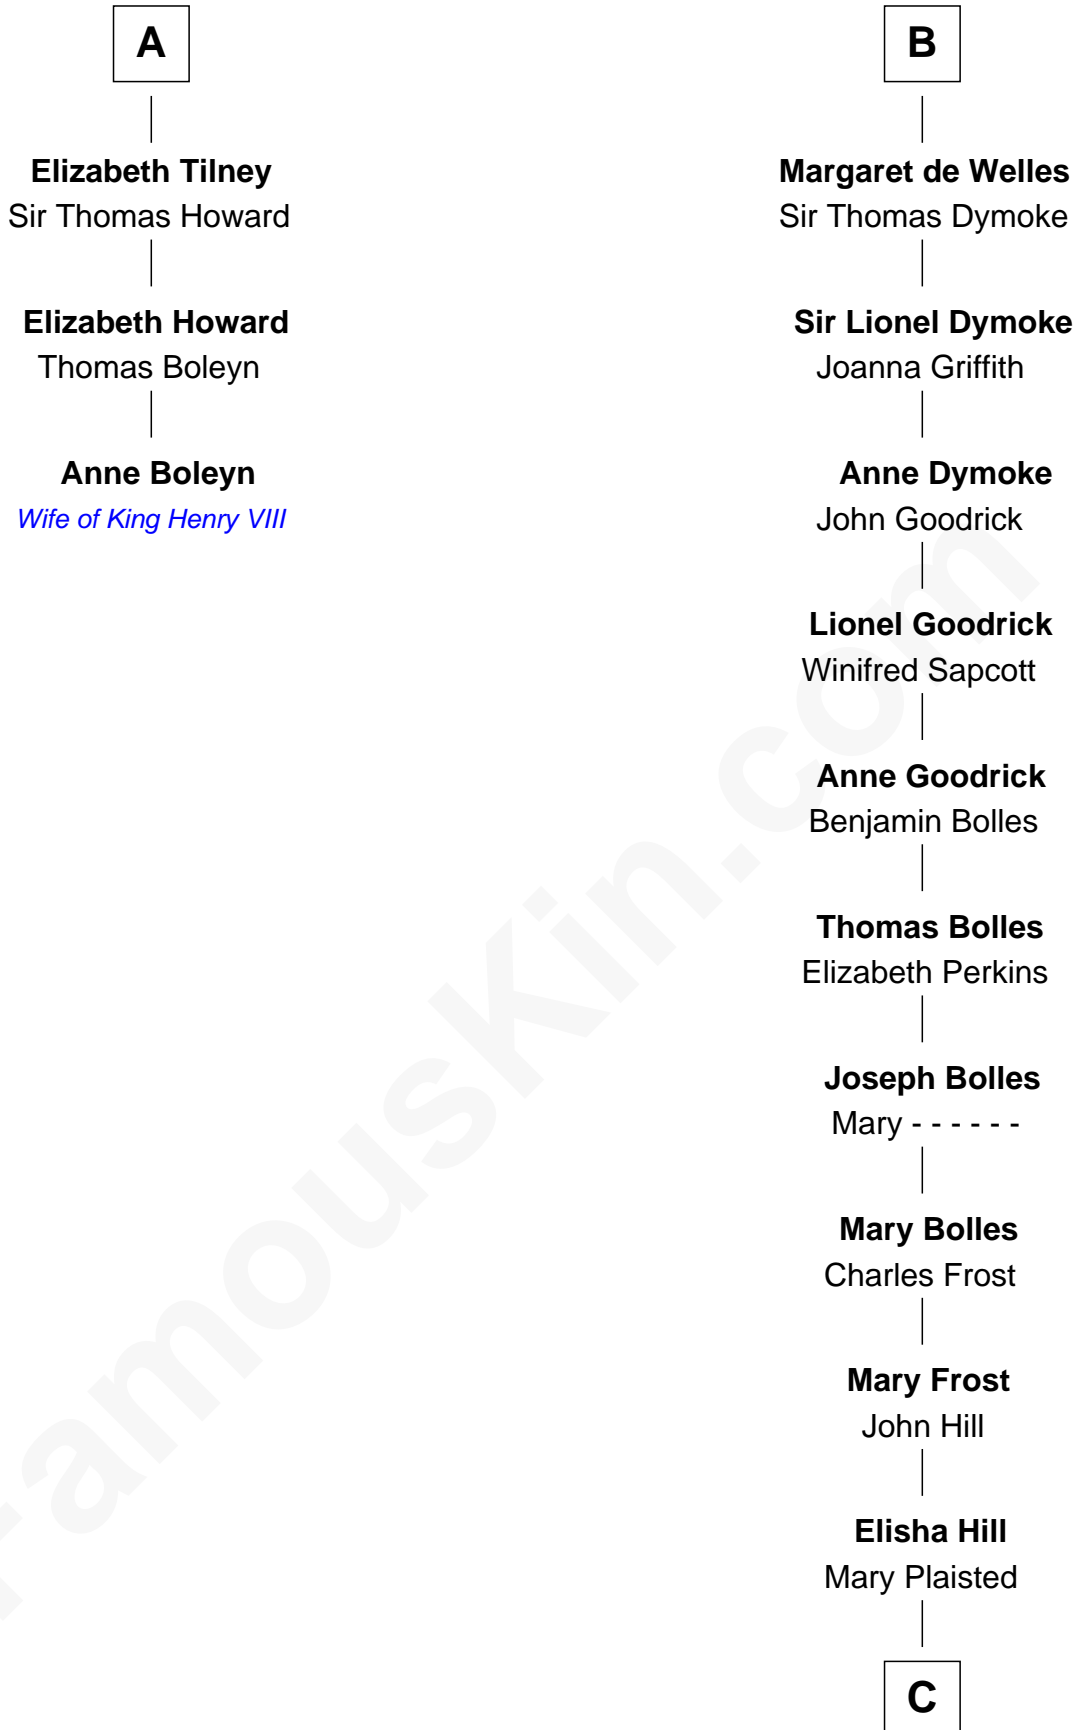 A
Elizabeth Tilney
Sir Thomas Howard
Elizabeth Howard
Thomas Boleyn
Anne Boleyn
Wife of King Henry VIII
B
Margaret de Welles
Sir Thomas Dymoke
Sir Lionel Dymoke
Joanna Griffith
Anne Dymoke
John Goodrick
Lionel Goodrick
Winifred Sapcott
Anne Goodrick
Benjamin Bolles
Thomas Bolles
Elizabeth Perkins
Joseph Bolles
Mary - - - - - -
Mary Bolles
Charles Frost
Mary Frost
John Hill
Elisha Hill
Mary Plaisted
C
FamousKin.com